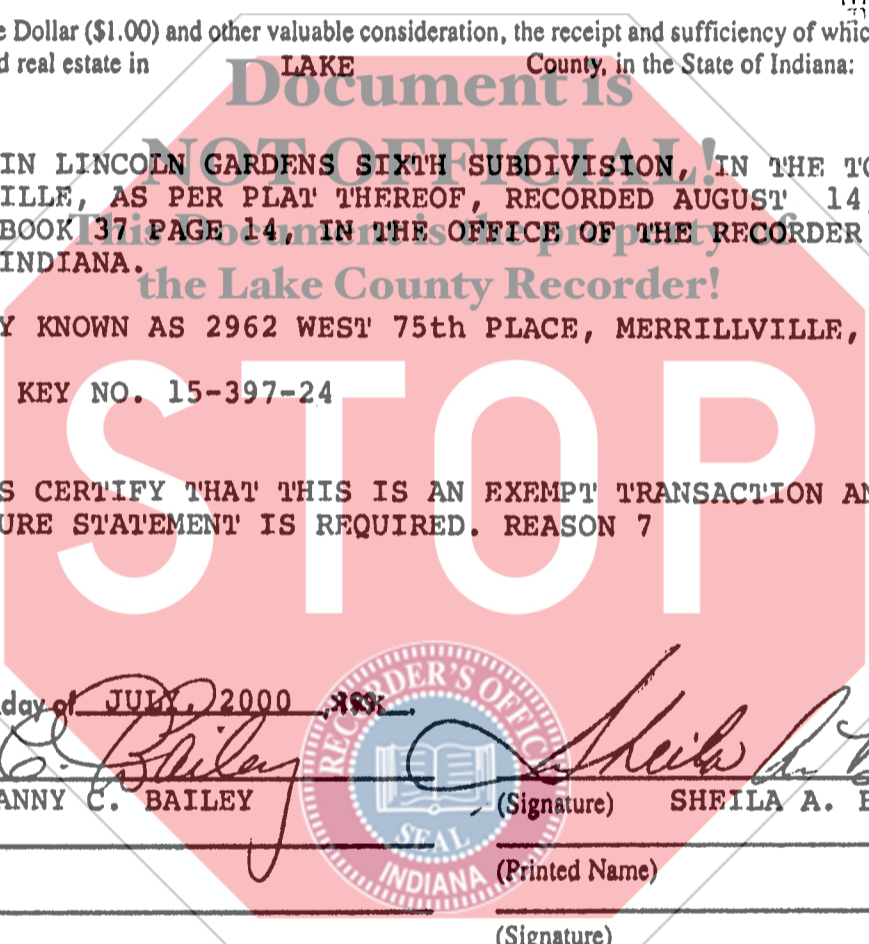 e Dollar ($1.00) and other valuable consideration, the receipt and sufficiency of whic
d real estate in LAKE County, in the State of Indiana:
Document is
NOT OFFICIAL!
IN LINCOLN GARDENS SIXTH SUBDIVISION, IN THE TO
ILLE, AS PER PLAT THEREOF, RECORDED AUGUST 14,
This Document is the property of
BOOK 37 PAGE 14, IN THE OFFICE OF THE RECORDER
INDIANA.
the Lake County Recorder!
Y KNOWN AS 2962 WEST 75th PLACE, MERRILLVILLE,
KEY NO. 15-397-24
STOP
S CERTIFY THAT THIS IS AN EXEMPT TRANSACTION AN
URE STATEMENT IS REQUIRED. REASON 7
day of JULY, 2000
C. Bailey
Sheila A. B
ANNY C. BAILEY
(Signature) SHEILA A. B
(Printed Name)
(Signature)
RECORDER'S OFFICE
SEAL
INDIANA